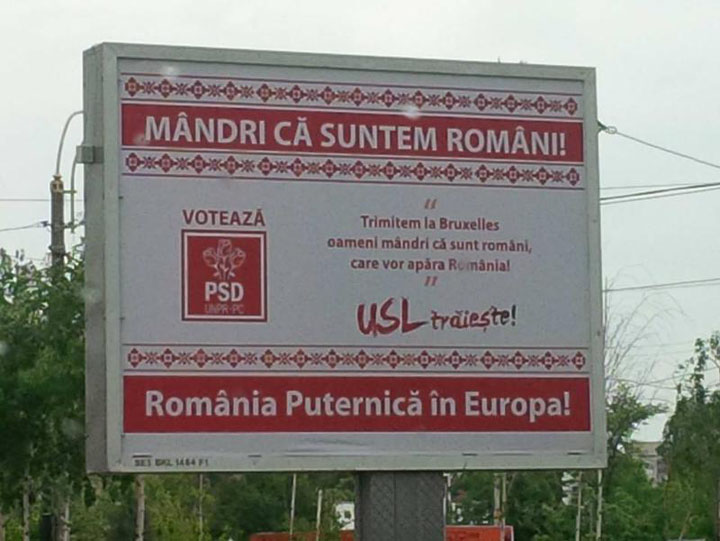 MÂNDRI CĂ SUNTEM ROMÂNI!
VOTEAZĂ
PSD
UNPR-PC
"
Trimitem la Bruxelles
oameni mândri că sunt români,
care vor apăra România!
"
USL trăiește!
România Puternică în Europa!